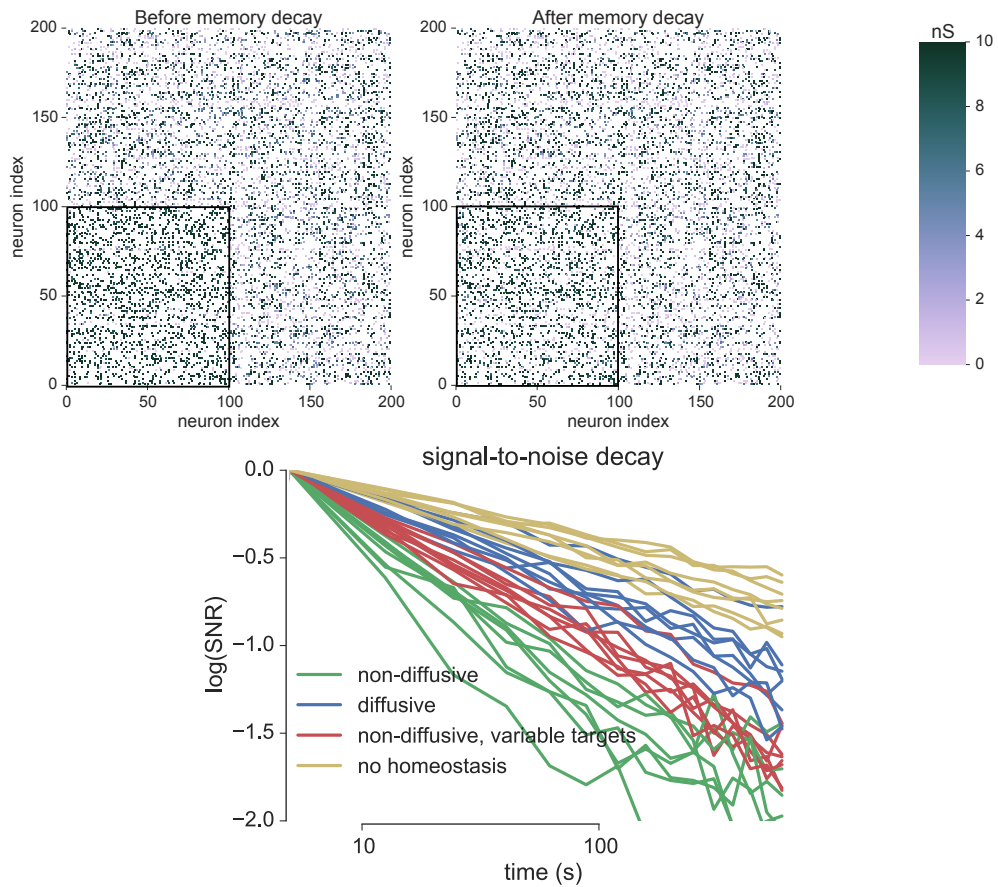 Before memory decay
After memory decay
nS
200
150
100
50
0
neuron index
0
50
100
150
200
neuron index
200
150
100
50
0
neuron index
0
50
100
150
200
neuron index
10
8
6
4
2
0
signal-to-noise decay
0.0
−0.5
−1.0
−1.5
−2.0
log(SNR)
non-diffusive
diffusive
non-diffusive, variable targets
no homeostasis
10
100
time (s)